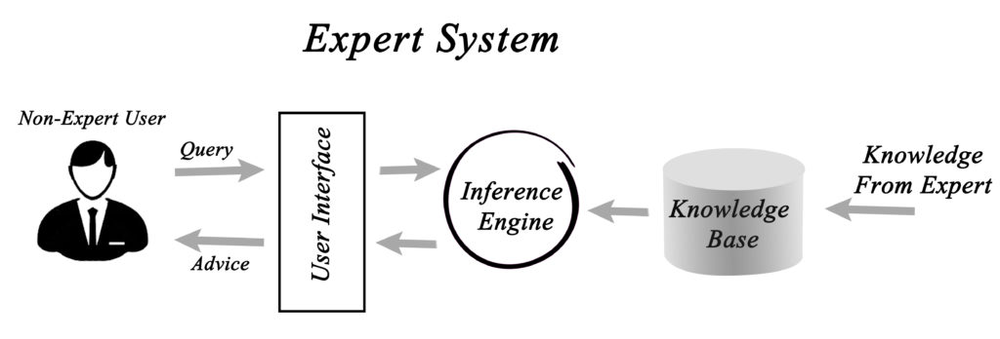 Expert System
Non-Expert User
Query
Advice
User Interface
Inference
Engine
Knowledge
Base
Knowledge
From Expert